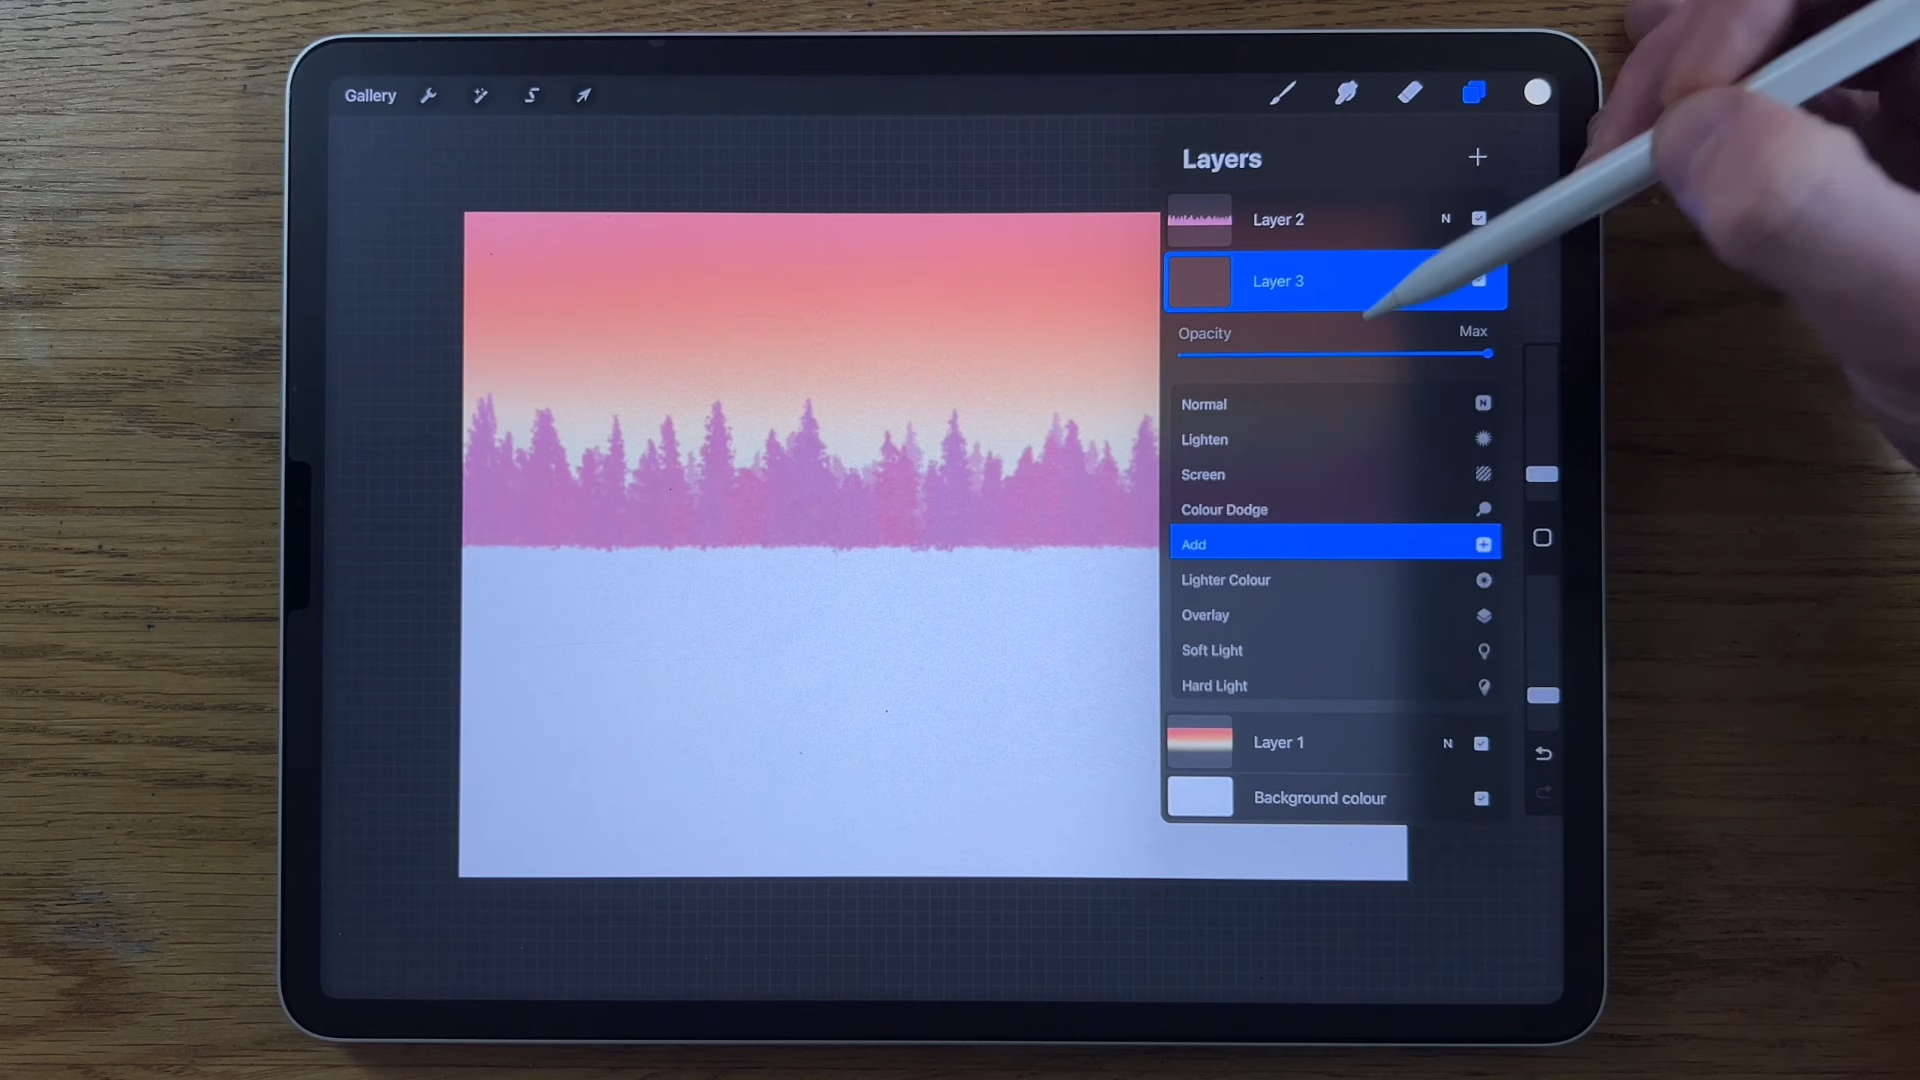 Gallery
Layers
Layer 2 N
Layer 3
Opacity Max
Normal N
Lighten
Screen
Colour Dodge
Add
Lighter Colour
Overlay
Soft Light
Hard Light
Layer 1 N
Background colour